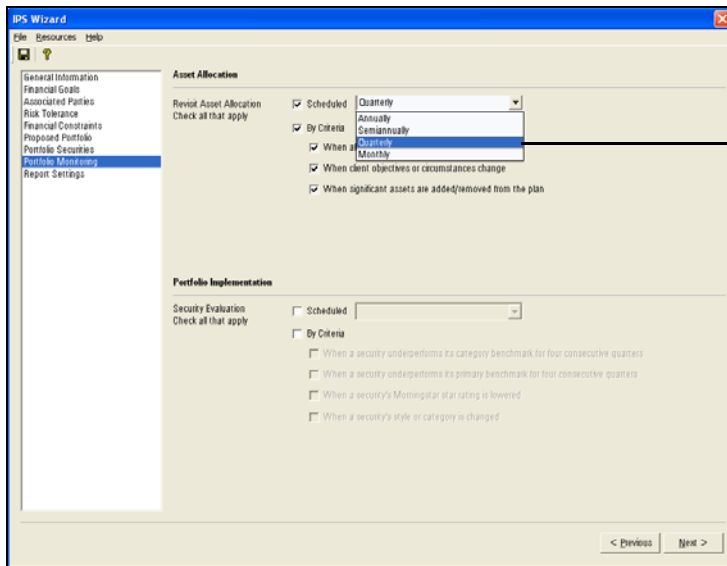 IPS Wizard
File Resources Help
General Information
Financial Goals
Associated Parties
Risk Tolerance
Financial Constraints
Proposed Portfolio
Portfolio Securities
Portfolio Monitoring
Report Settings
Asset Allocation
Revisit Asset Allocation
Check all that apply
Scheduled Quarterly
Annually
Semiannually
Quarterly
Monthly
By Criteria
When
When client objectives or circumstances change
When significant assets are added/removed from the plan
Portfolio Implementation
Security Evaluation
Check all that apply
Scheduled
By Criteria
When a security underperforms its category benchmark for four consecutive quarters
When a security underperforms its primary benchmark for four consecutive quarters
When a security's Morningstar star rating is lowered
When a security's style or category is changed
< Previous Next >